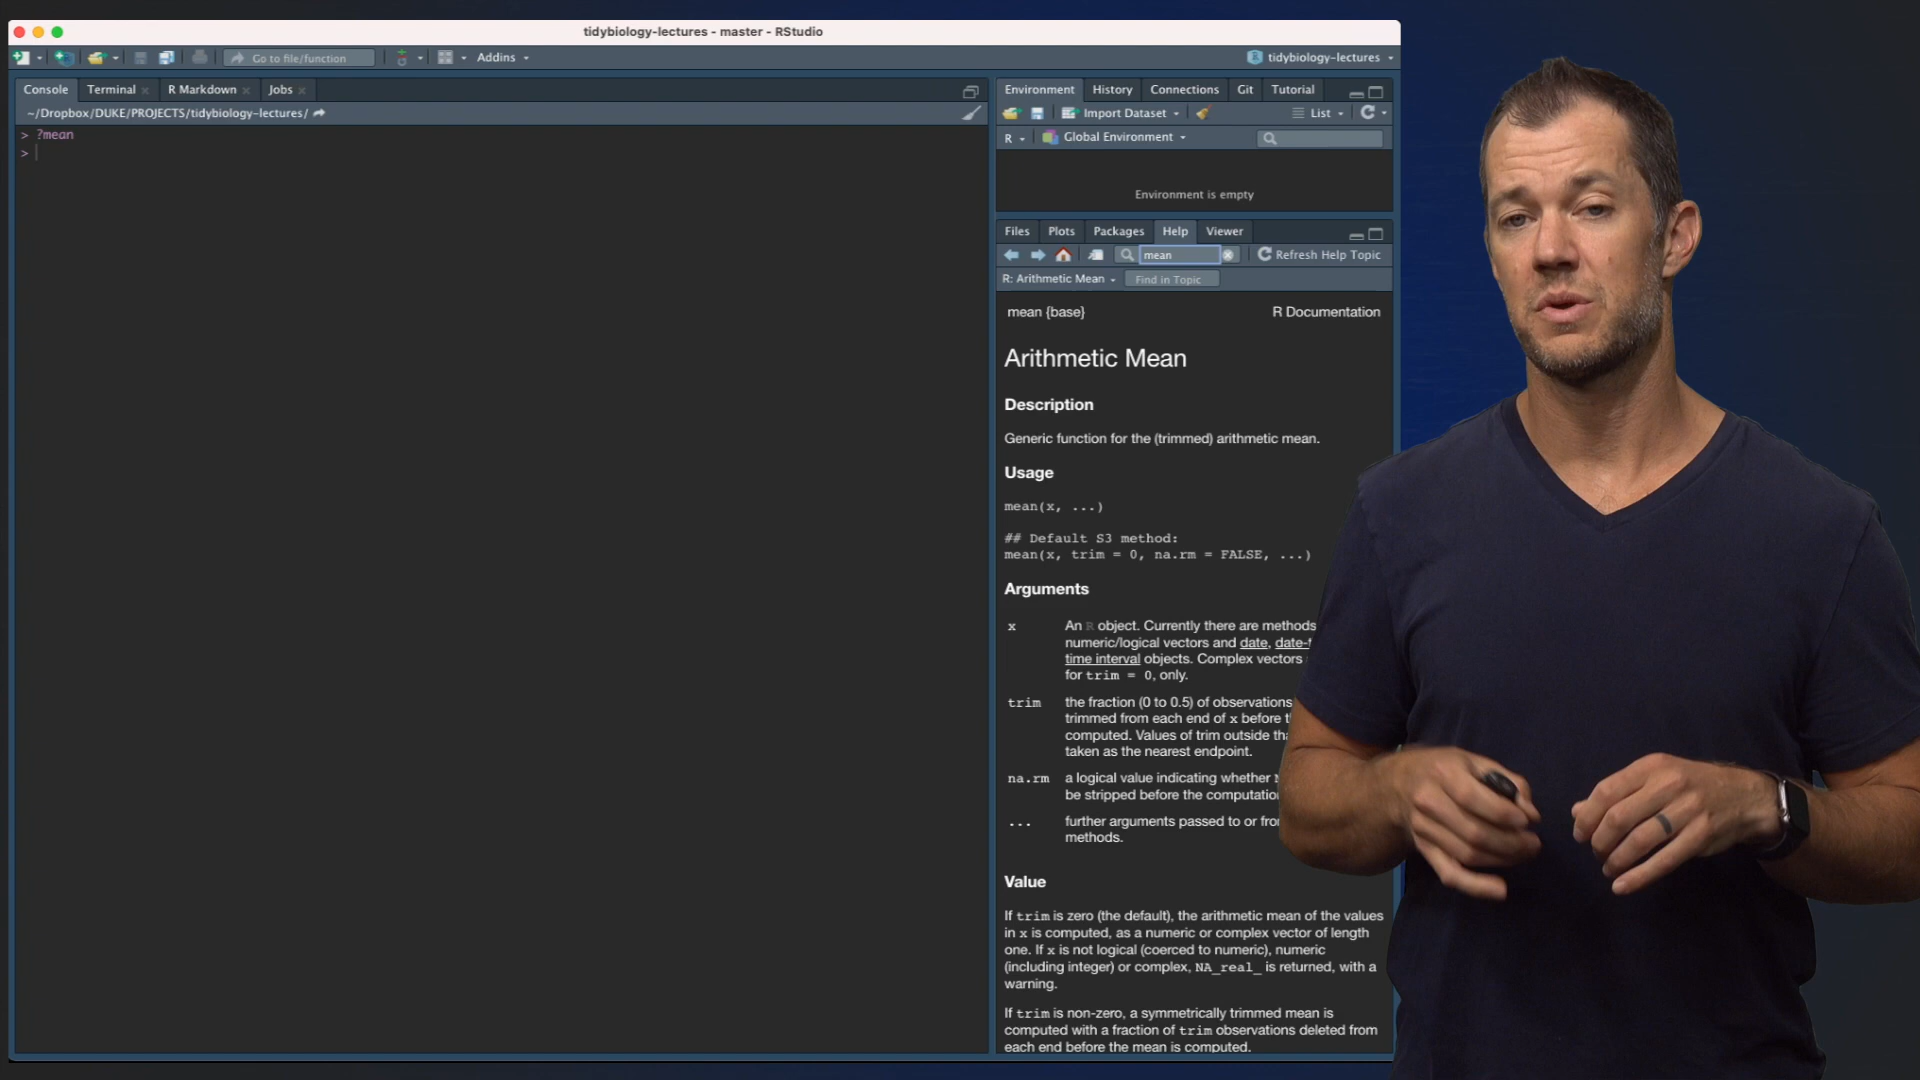 tidybiology-lectures - master - RStudio
Go to file/function
Addins
tidybiology-lectures
Console
Terminal
R Markdown
Jobs
~/Dropbox/DUKE/PROJECTS/tidybiology-lectures/
> ?mean
>
Environment
History
Connections
Git
Tutorial
Import Dataset
List
R
Global Environment
Environment is empty
Files
Plots
Packages
Help
Viewer
mean
Refresh Help Topic
R: Arithmetic Mean
Find in Topic
mean {base}
R Documentation
Arithmetic Mean
Description
Generic function for the (trimmed) arithmetic mean.
Usage
mean(x, ...)
## Default S3 method:
mean(x, trim = 0, na.rm = FALSE, ...)
Arguments
x
An R object. Currently there are methods
numeric/logical vectors and date, date-t
time interval objects. Complex vectors
for trim = 0, only.
trim
the fraction (0 to 0.5) of observations
trimmed from each end of x before
computed. Values of trim outside
taken as the nearest endpoint.
na.rm
a logical value indicating whether
be stripped before the
...
further arguments passed to or
methods.
Value
If trim is zero (the default), the arithmetic mean of the values
in x is computed, as a numeric or complex vector of length
one. If x is not logical (coerced to numeric), numeric
(including integer) or complex, NA_real_ is returned, with a
warning.
If trim is non-zero, a symmetrically trimmed mean is
computed with a fraction of trim observations deleted from
each end before the mean is computed.